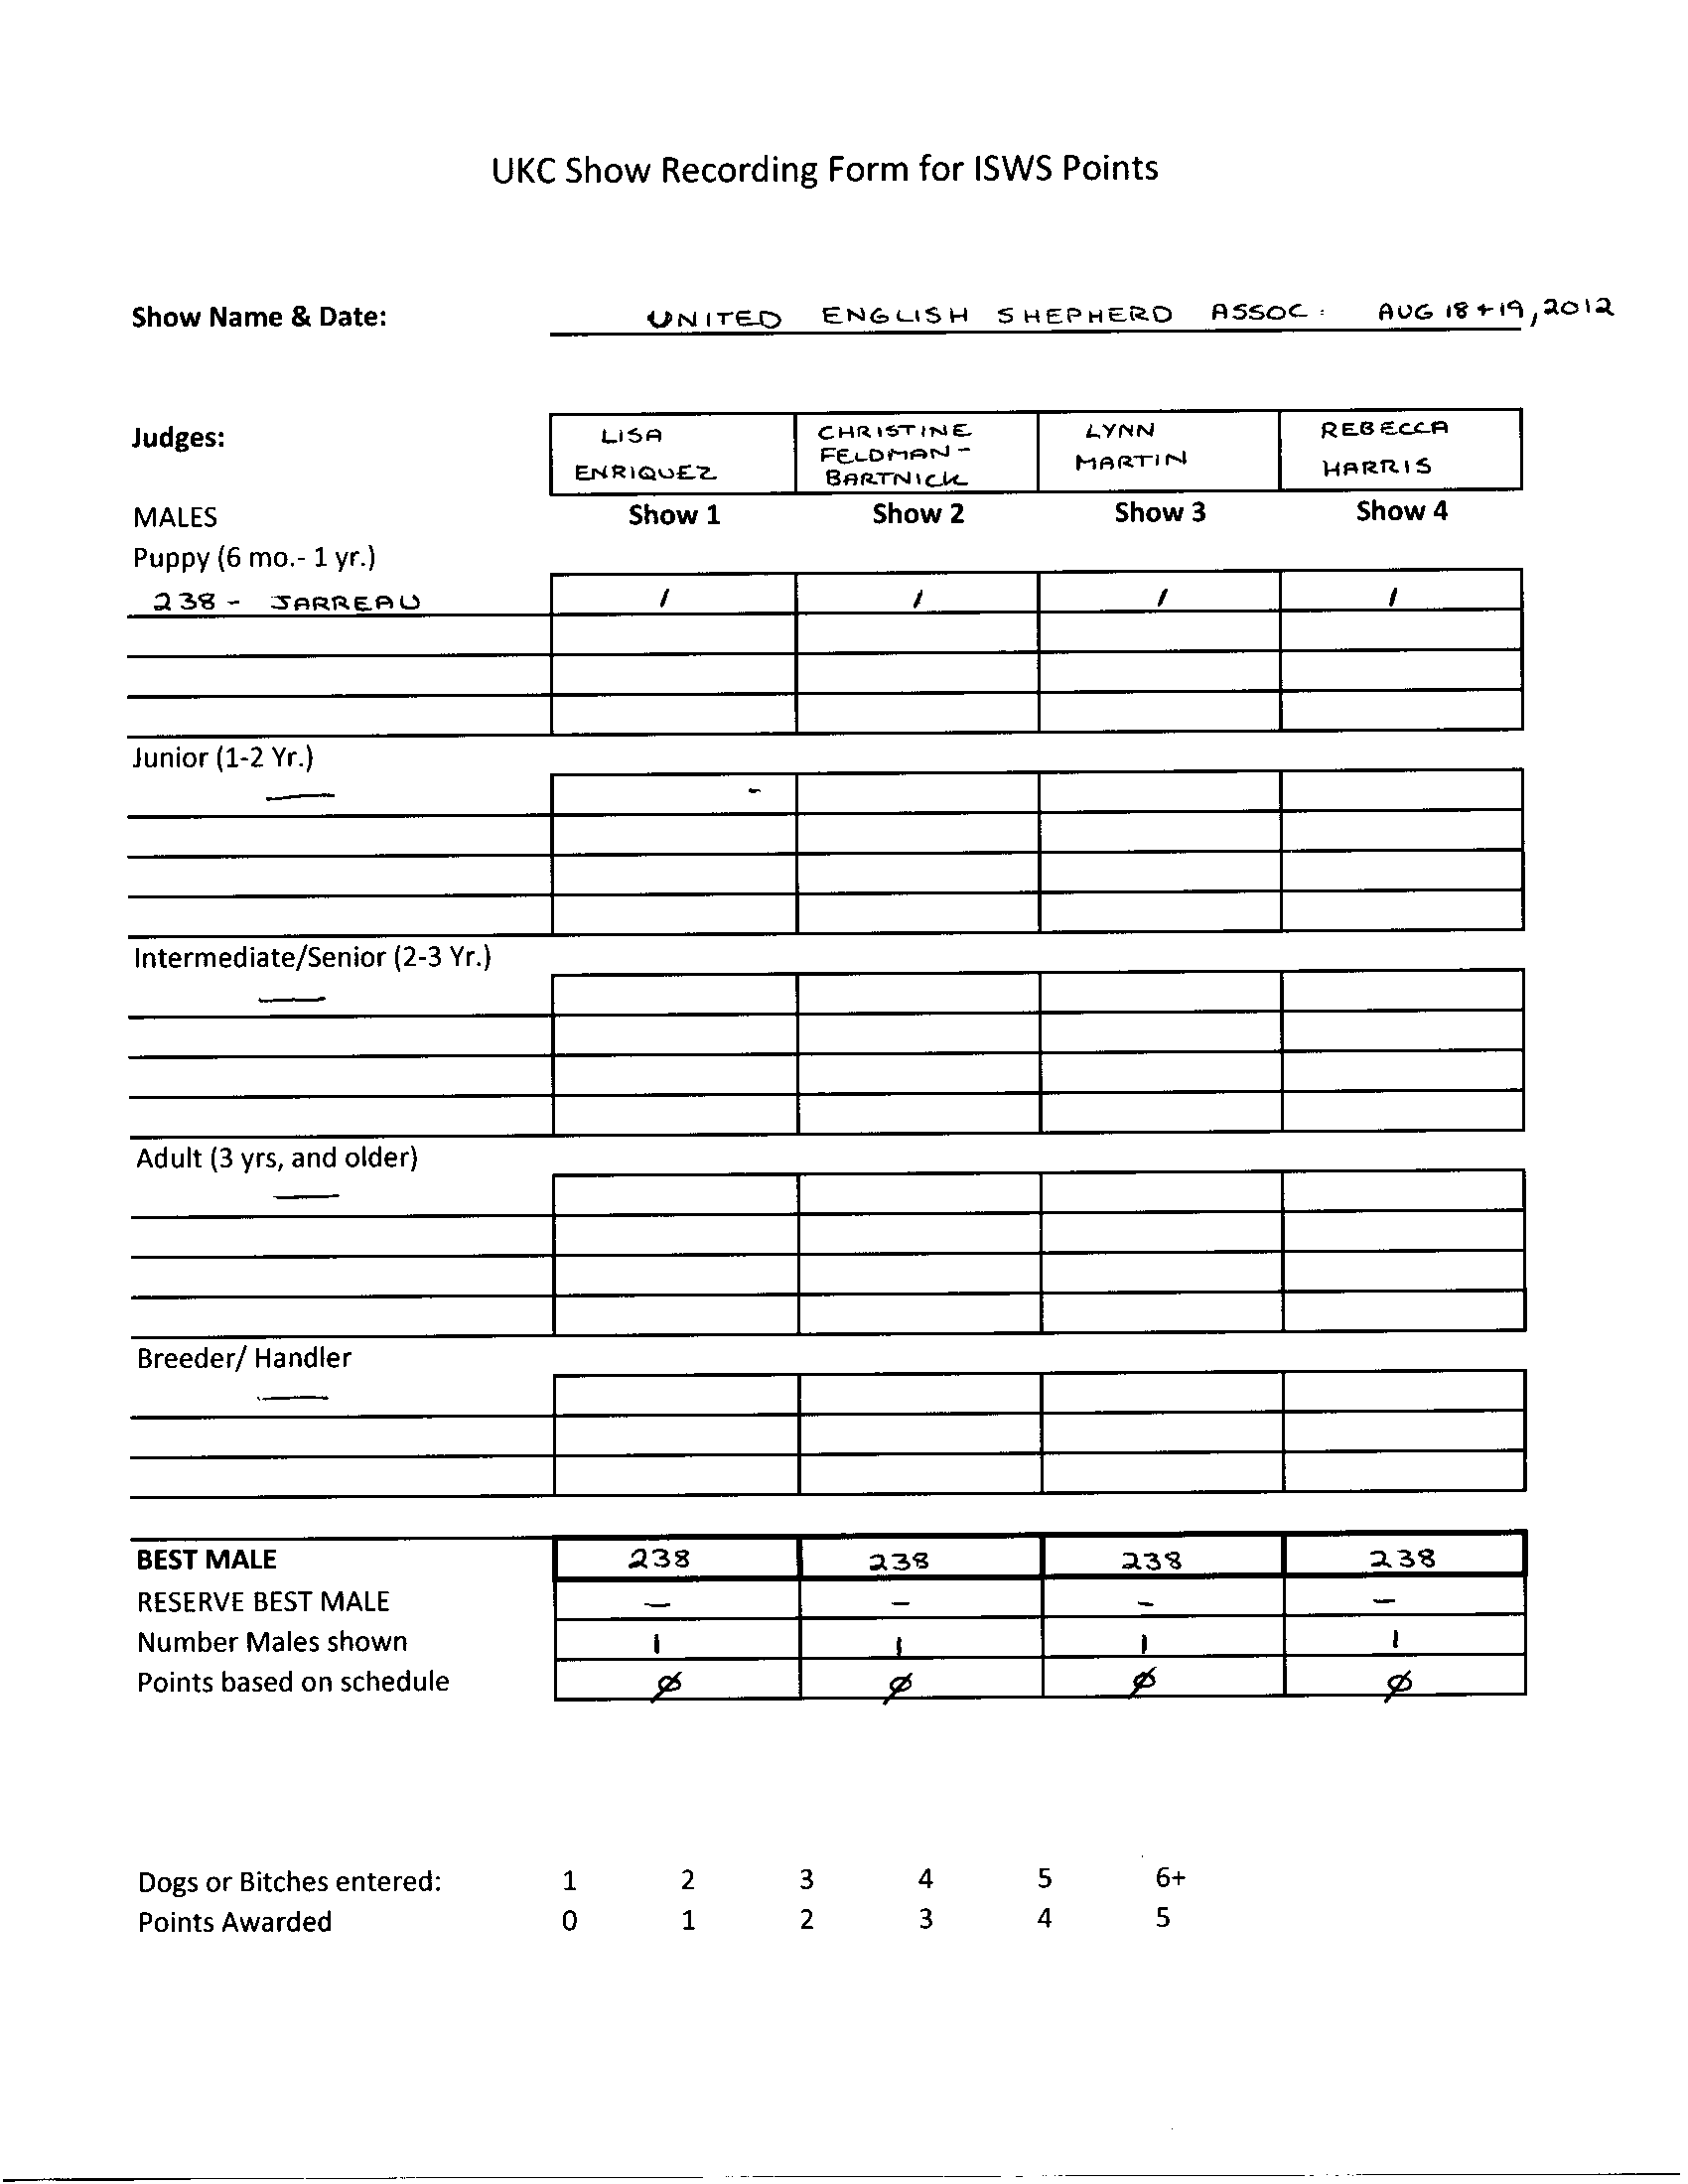 UKC Show Recording Form for ISWS Points
Show Name & Date: UNITED ENGLISH SHEPHERD ASSOC: AUG 18 + 19, 2012
Judges: LISA ENRIQUEZ CHRISTINE FELDMAN-BARTNICK LYNN MARTIN REBECCA HARRIS
MALES Show 1 Show 2 Show 3 Show 4
Puppy (6 mo.- 1 yr.)
238 - JARREAU 1 1 1 1
Junior (1-2 Yr.)
— -
Intermediate/Senior (2-3 Yr.)
—
Adult (3 yrs, and older)
—
Breeder/ Handler
—
BEST MALE 238 238 238 238
RESERVE BEST MALE - - - -
Number Males shown 1 1 1 1
Points based on schedule Ø Ø Ø Ø
Dogs or Bitches entered: 1 2 3 4 5 6+
Points Awarded 0 1 2 3 4 5